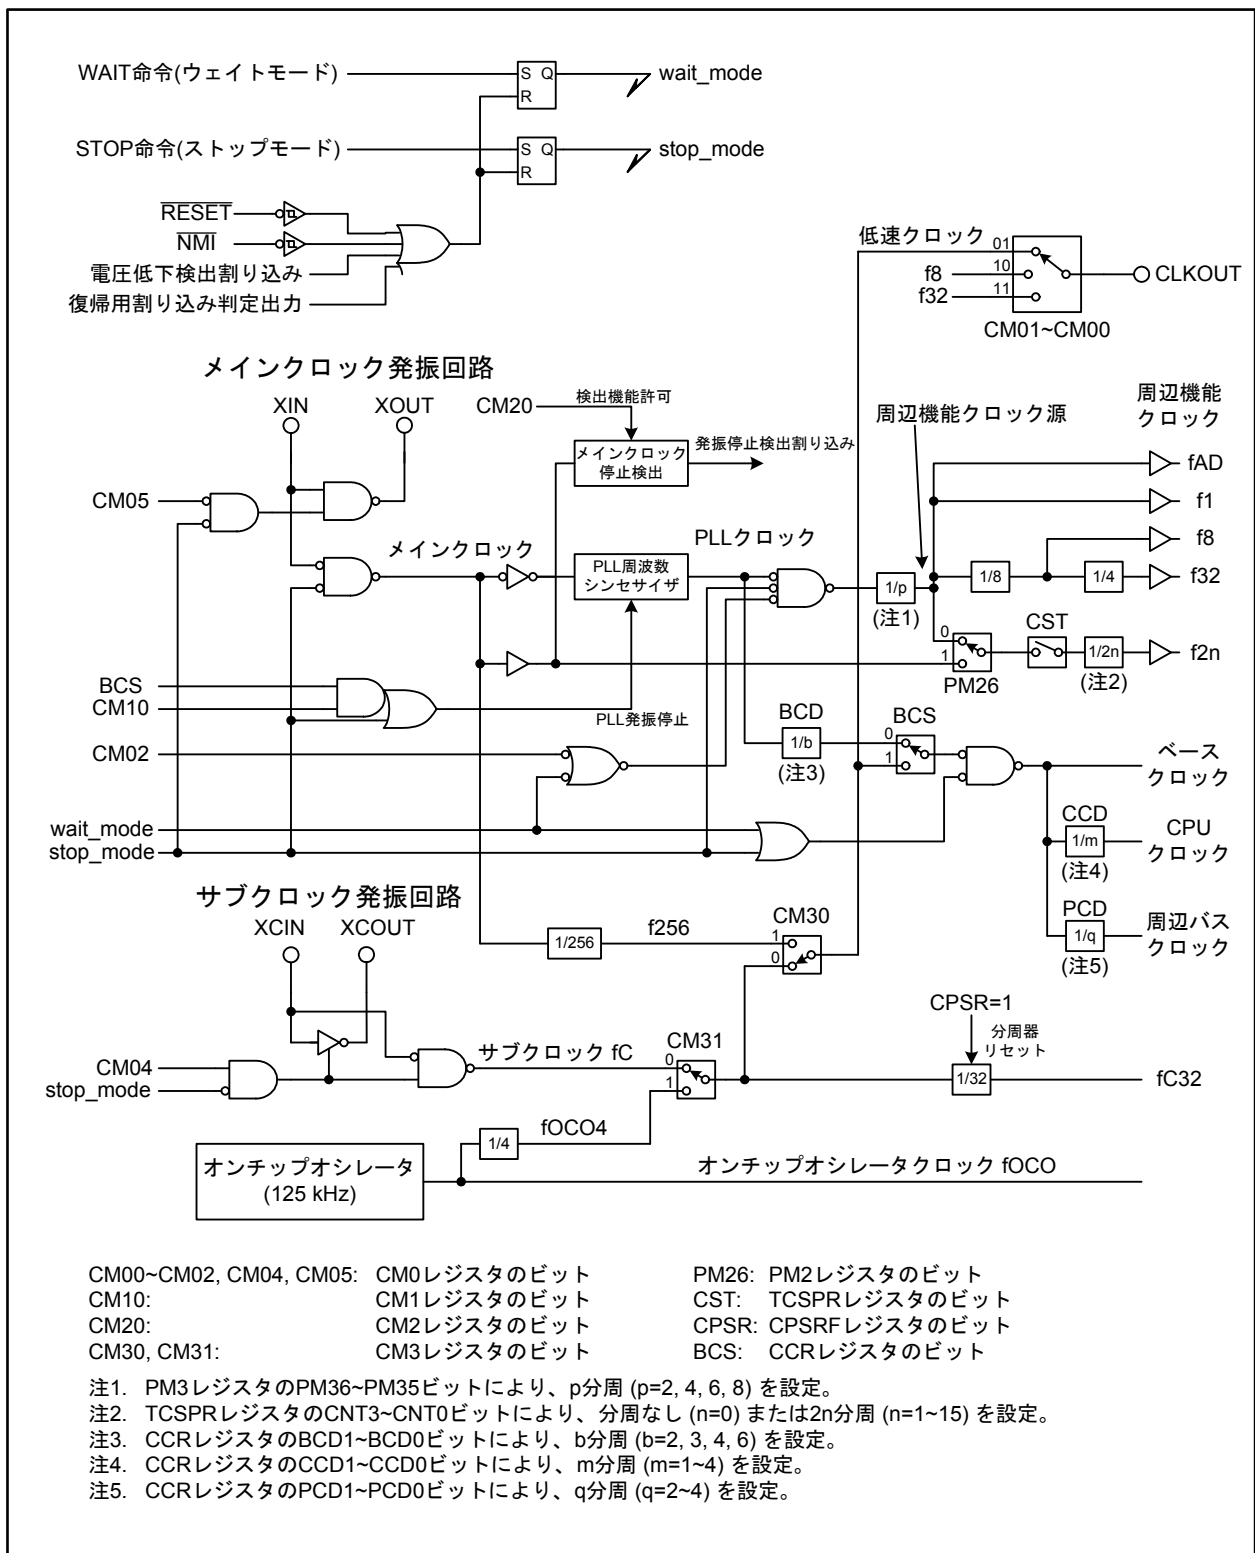 WAIT命令(ウェイトモード)
S Q
R
wait_mode
STOP命令(ストップモード)
S Q
R
stop_mode
RESET
NMI
電圧低下検出割り込み
復帰用割り込み判定出力
低速クロック
01
f8
10
f32
11
CLKOUT
CM01~CM00
メインクロック発振回路
XIN
XOUT
CM20
検出機能許可
メインクロック
停止検出
発振停止検出割り込み
周辺機能クロック源
周辺機能
クロック
fAD
f1
f8
f32
f2n
CM05
メインクロック
PLL周波数
シンセサイザ
PLLクロック
1/p
(注1)
1/8
1/4
0
1
PM26
CST
1/2n
(注2)
BCS
CM10
PLL発振停止
CM02
BCD
1/b
(注3)
BCS
0
1
ベース
クロック
wait_mode
stop_mode
CCD
1/m
(注4)
CPU
クロック
PCD
1/q
(注5)
周辺バス
クロック
サブクロック発振回路
XCIN
XCOUT
1/256
f256
CM30
1
0
CM04
stop_mode
サブクロック fC
CM31
0
1
CPSR=1
分周器
リセット
1/32
fC32
1/4
fOCO4
オンチップオシレータ
(125 kHz)
オンチップオシレータクロック fOCO
CM00~CM02, CM04, CM05: CM0レジスタのビット
CM10: CM1レジスタのビット
CM20: CM2レジスタのビット
CM30, CM31: CM3レジスタのビット
PM26: PM2レジスタのビット
CST: TCSPRレジスタのビット
CPSR: CPSRFレジスタのビット
BCS: CCRレジスタのビット
注1. PM3レジスタのPM36~PM35ビットにより、p分周 (p=2, 4, 6, 8) を設定。
注2. TCSPRレジスタのCNT3~CNT0ビットにより、分周なし (n=0) または2n分周 (n=1~15) を設定。
注3. CCRレジスタのBCD1~BCD0ビットにより、b分周 (b=2, 3, 4, 6) を設定。
注4. CCRレジスタのCCD1~CCD0ビットにより、m分周 (m=1~4) を設定。
注5. CCRレジスタのPCD1~PCD0ビットにより、q分周 (q=2~4) を設定。